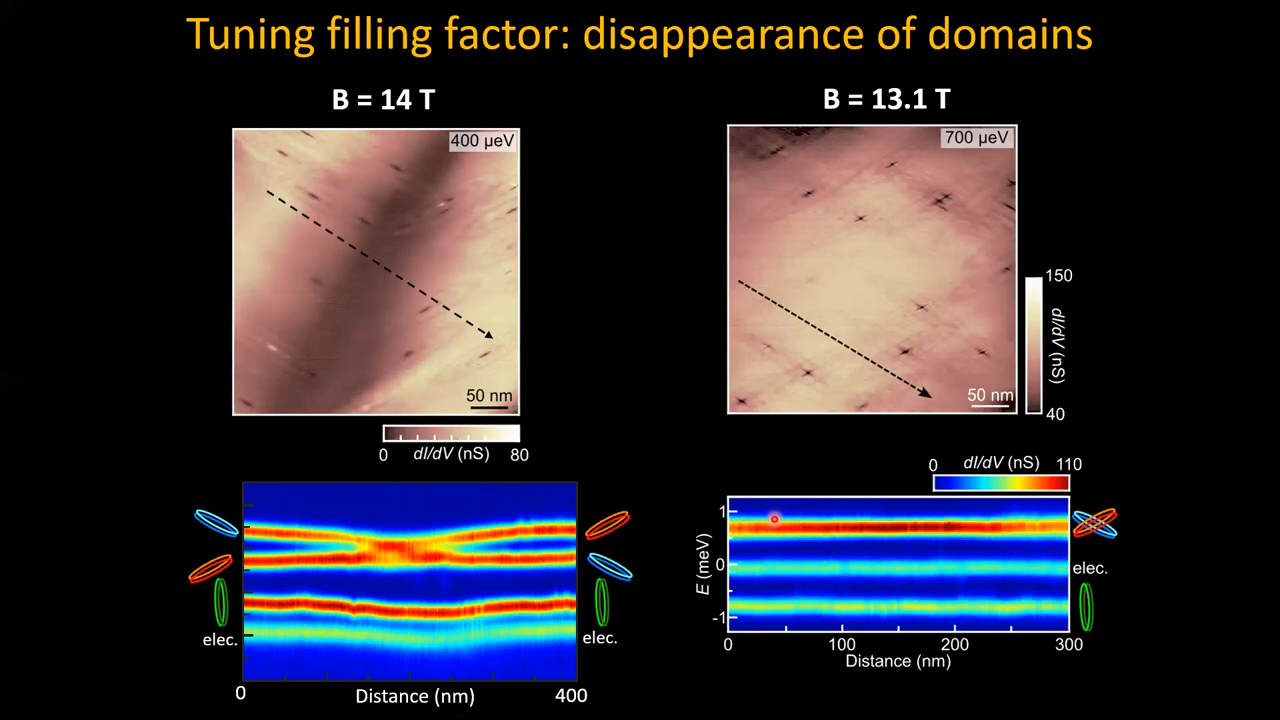 Tuning filling factor: disappearance of domains
B = 14 T
B = 13.1 T
400 µeV
50 nm
0 dI/dV (nS) 80
700 µeV
50 nm
150
dI/dV (nS)
40
elec.
elec.
0 Distance (nm) 400
0 dI/dV (nS) 110
1
0
-1
E (meV)
elec.
0 100 200 300
Distance (nm)